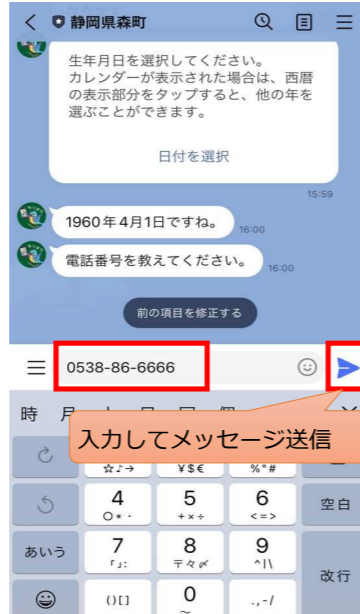 静岡県森町
生年月日を選択してください。
カレンダーが表示された場合は、西暦
の表示部分をタップすると、他の年を
選ぶことができます。
日付を選択
15:59
1960年4月1日ですね。
16:00
電話番号を教えてください。
16:00
前の項目を修正する
0538-86-6666
時 月
入力してメッセージ送信
☆♪→ ¥$€ %°#
4 5 6 空白
○*・ +×÷ <=>
あいう 7 8 9
「」: 〒々〆 ^|\
改行
()[] 0 .,-/
~